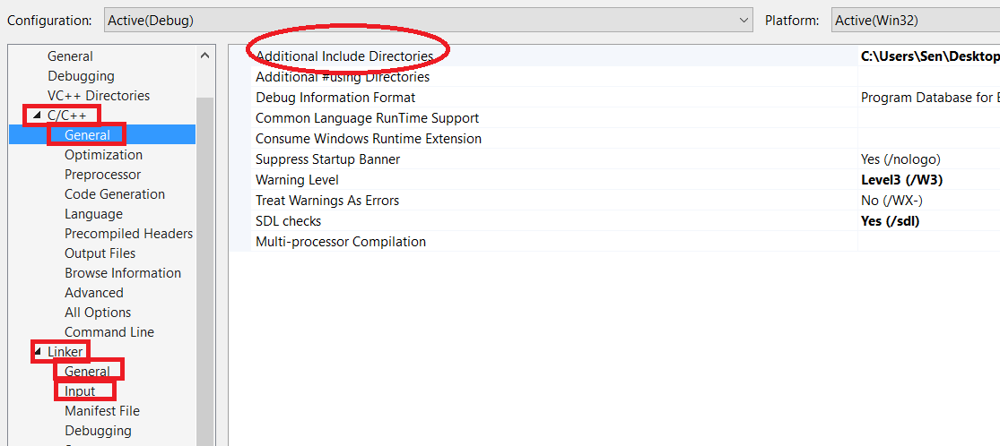 Configuration: Active(Debug) Platform: Active(Win32)
General
Debugging
VC++ Directories
C/C++
General
Optimization
Preprocessor
Code Generation
Language
Precompiled Headers
Output Files
Browse Information
Advanced
All Options
Command Line
Linker
General
Input
Manifest File
Debugging
Additional Include Directories C:\Users\Sen\Desktop
Additional #using Directories
Debug Information Format Program Database for
Common Language RunTime Support
Consume Windows Runtime Extension
Suppress Startup Banner Yes (/nologo)
Warning Level Level3 (/W3)
Treat Warnings As Errors No (/WX-)
SDL checks Yes (/sdl)
Multi-processor Compilation